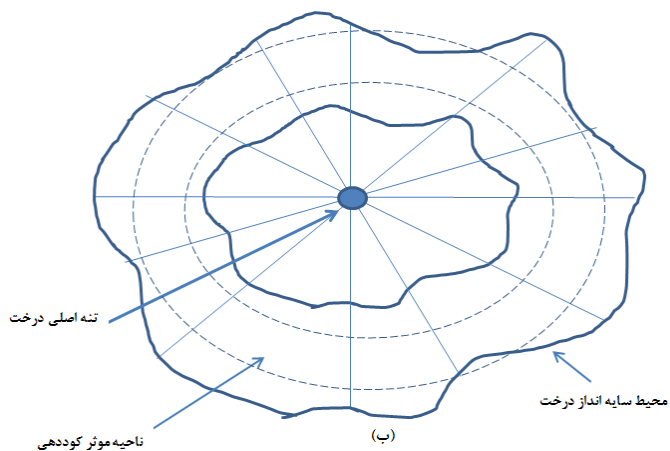 تنه اصلی درخت
محیط سایه انداز درخت
ناحیه موثر کوددهی
(ب)